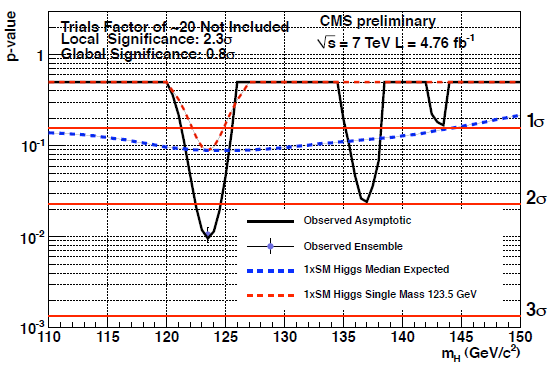 Trials Factor of ~20 Not Included
Local Significance: 2.3σ
Glabal Significance: 0.8σ
CMS preliminary
√s = 7 TeV L = 4.76 fb⁻¹
p-value
1
10⁻¹
10⁻²
10⁻³
1σ
2σ
3σ
Observed Asymptotic
Observed Ensemble
1xSM Higgs Median Expected
1xSM Higgs Single Mass 123.5 GeV
110 115 120 125 130 135 140 145 150
m_H (GeV/c²)